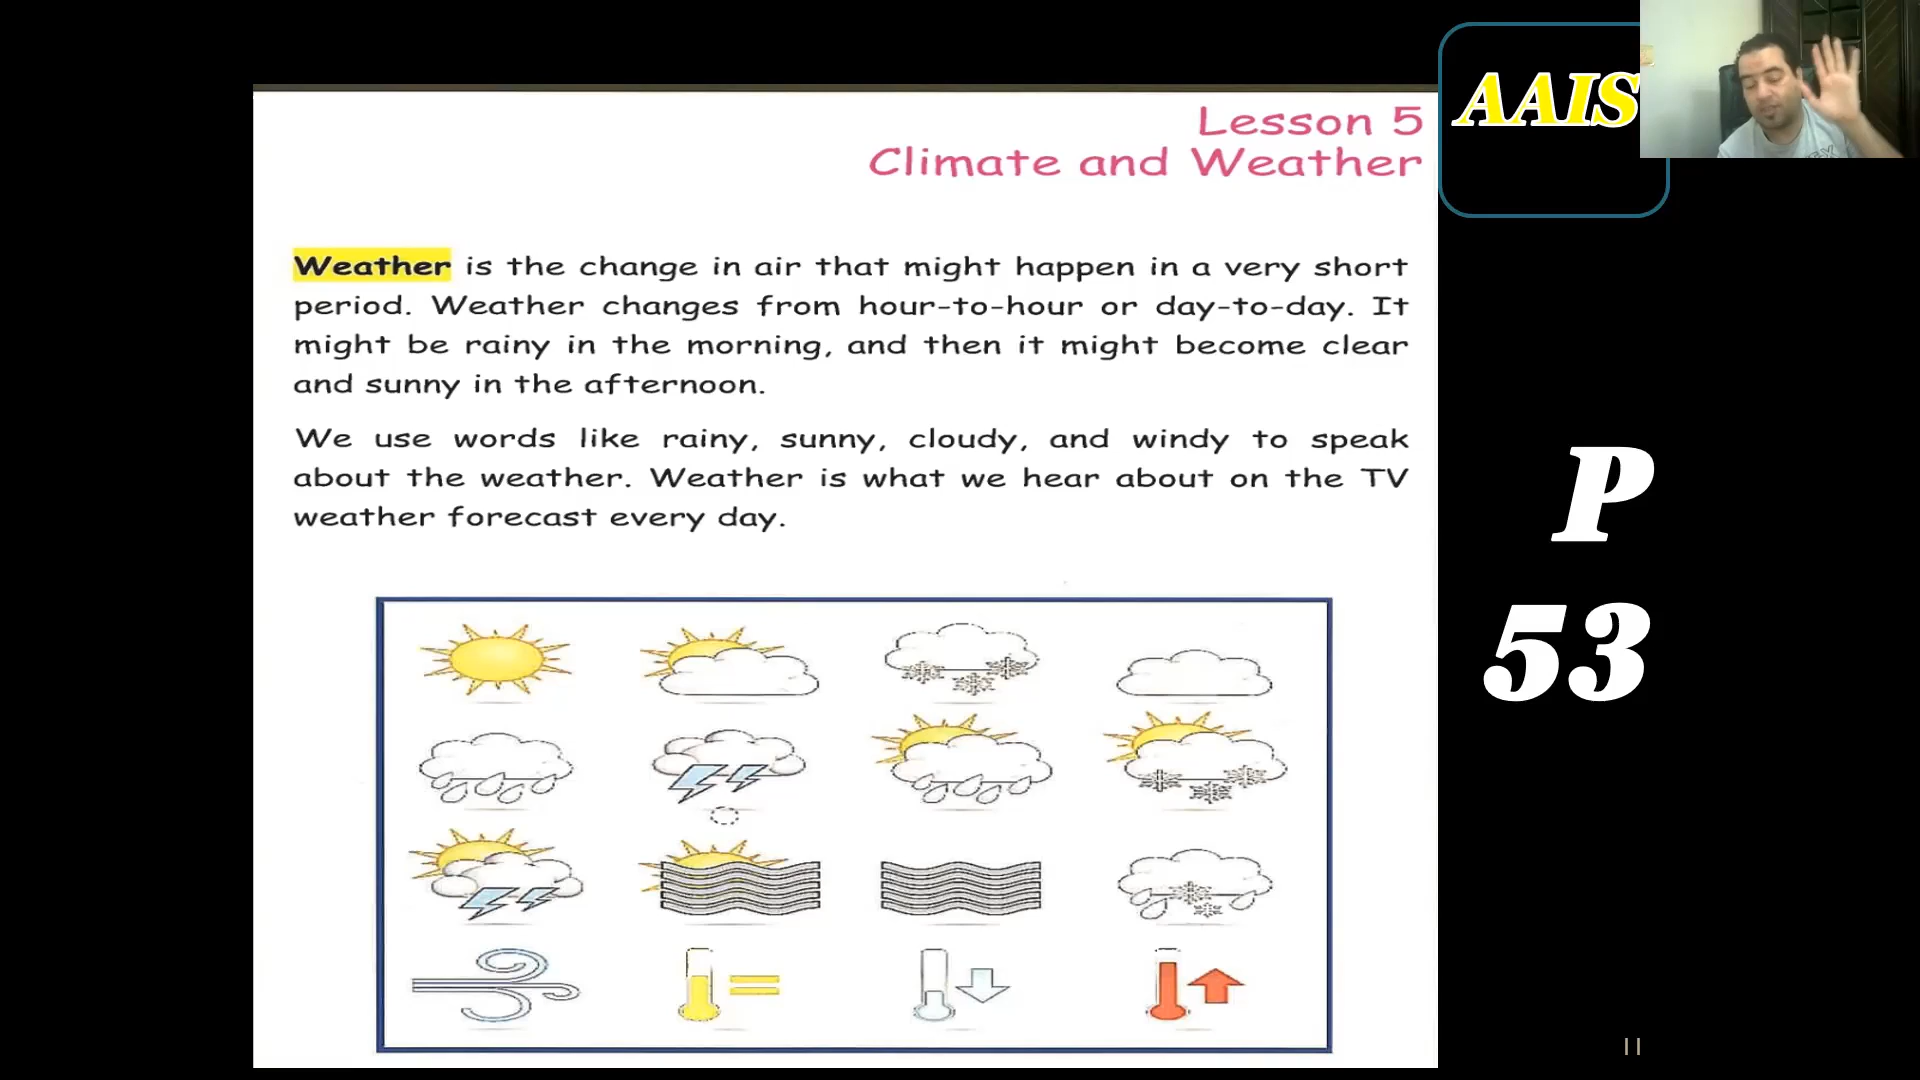 AAIS
Lesson 5
Climate and Weather
Weather is the change in air that might happen in a very short
period. Weather changes from hour-to-hour or day-to-day. It
might be rainy in the morning, and then it might become clear
and sunny in the afternoon.
We use words like rainy, sunny, cloudy, and windy to speak
about the weather. Weather is what we hear about on the TV
weather forecast every day.
P
53
11